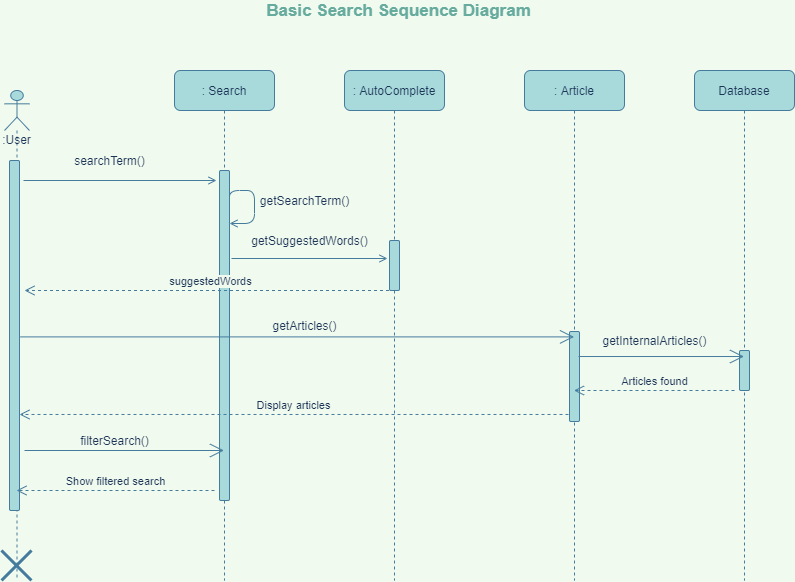 Basic Search Sequence Diagram
: Search
: AutoComplete
: Article
Database
:User
searchTerm()
getSearchTerm()
getSuggestedWords()
suggestedWords
getArticles()
getInternalArticles()
Articles found
Display articles
filterSearch()
Show filtered search